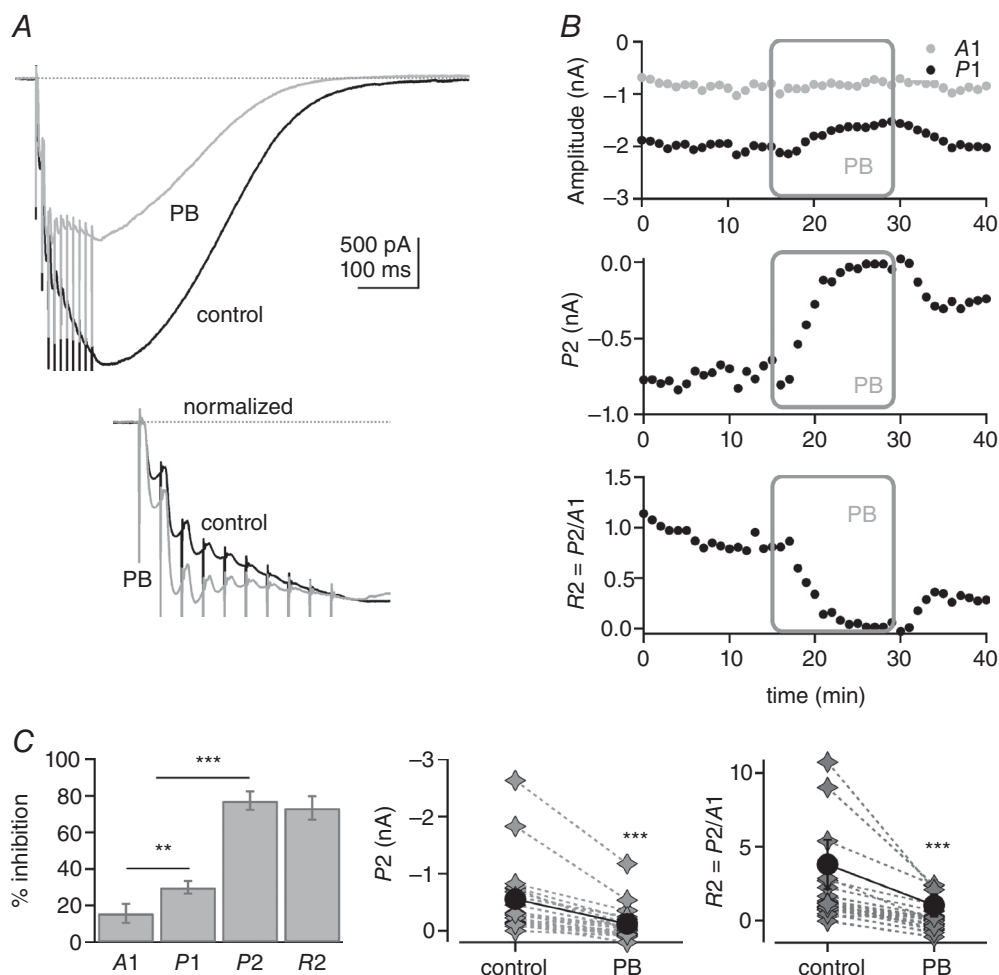 A
PB
500 pA
100 ms
control
normalized
control
PB
B
Amplitude (nA)
0
−1
−2
−3
A1
P1
PB
0
10
20
30
40
P2 (nA)
0.0
−0.5
−1.0
PB
0
10
20
30
40
R2 = P2/A1
1.5
1.0
0.5
0.0
PB
0
10
20
30
40
time (min)
C
% inhibition
100
80
60
40
20
0
***
**
A1
P1
P2
R2
P2 (nA)
−3
−2
−1
0
***
control
PB
R2 = P2/A1
10
5
0
***
control
PB